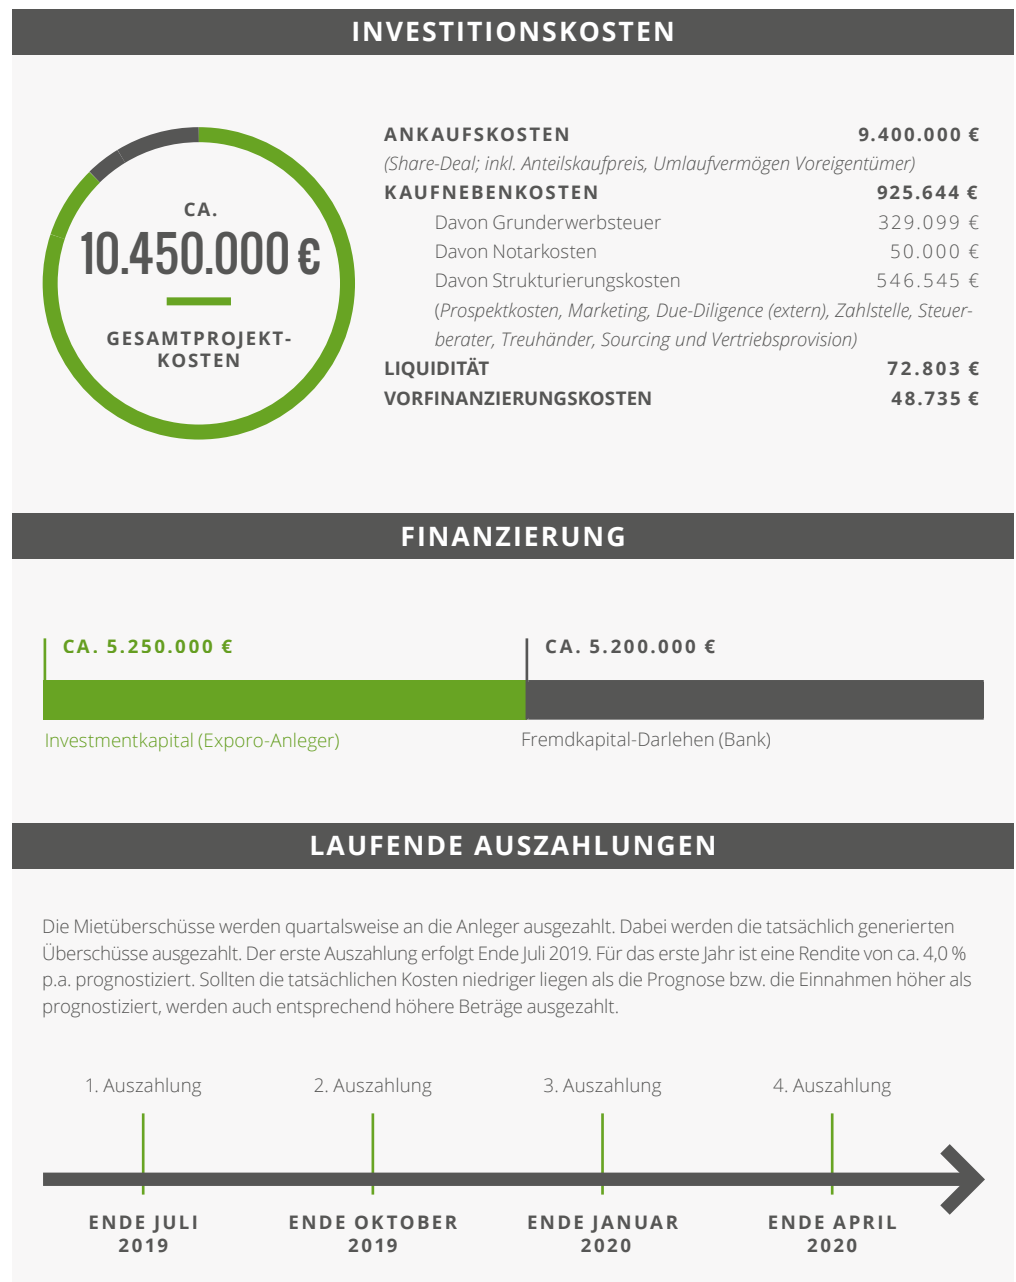 INVESTITIONSKOSTEN
CA.
10.450.000 €
GESAMTPROJEKT-
KOSTEN
ANKAUFSKOSTEN 9.400.000 €
(Share-Deal; inkl. Anteilskaufpreis, Umlaufvermögen Voreigentümer)
KAUFNEBENKOSTEN 925.644 €
Davon Grunderwerbsteuer 329.099 €
Davon Notarkosten 50.000 €
Davon Strukturierungskosten 546.545 €
(Prospektkosten, Marketing, Due-Diligence (extern), Zahlstelle, Steuer-
berater, Treuhänder, Sourcing und Vertriebsprovision)
LIQUIDITÄT 72.803 €
VORFINANZIERUNGSKOSTEN 48.735 €
FINANZIERUNG
CA. 5.250.000 € CA. 5.200.000 €
Investmentkapital (Exporo-Anleger) Fremdkapital-Darlehen (Bank)
LAUFENDE AUSZAHLUNGEN
Die Mietüberschüsse werden quartalsweise an die Anleger ausgezahlt. Dabei werden die tatsächlich generierten
Überschüsse ausgezahlt. Der erste Auszahlung erfolgt Ende Juli 2019. Für das erste Jahr ist eine Rendite von ca. 4,0 %
p.a. prognostiziert. Sollten die tatsächlichen Kosten niedriger liegen als die Prognose bzw. die Einnahmen höher als
prognostiziert, werden auch entsprechend höhere Beträge ausgezahlt.
1. Auszahlung 2. Auszahlung 3. Auszahlung 4. Auszahlung
ENDE JULI ENDE OKTOBER ENDE JANUAR ENDE APRIL
2019 2019 2020 2020